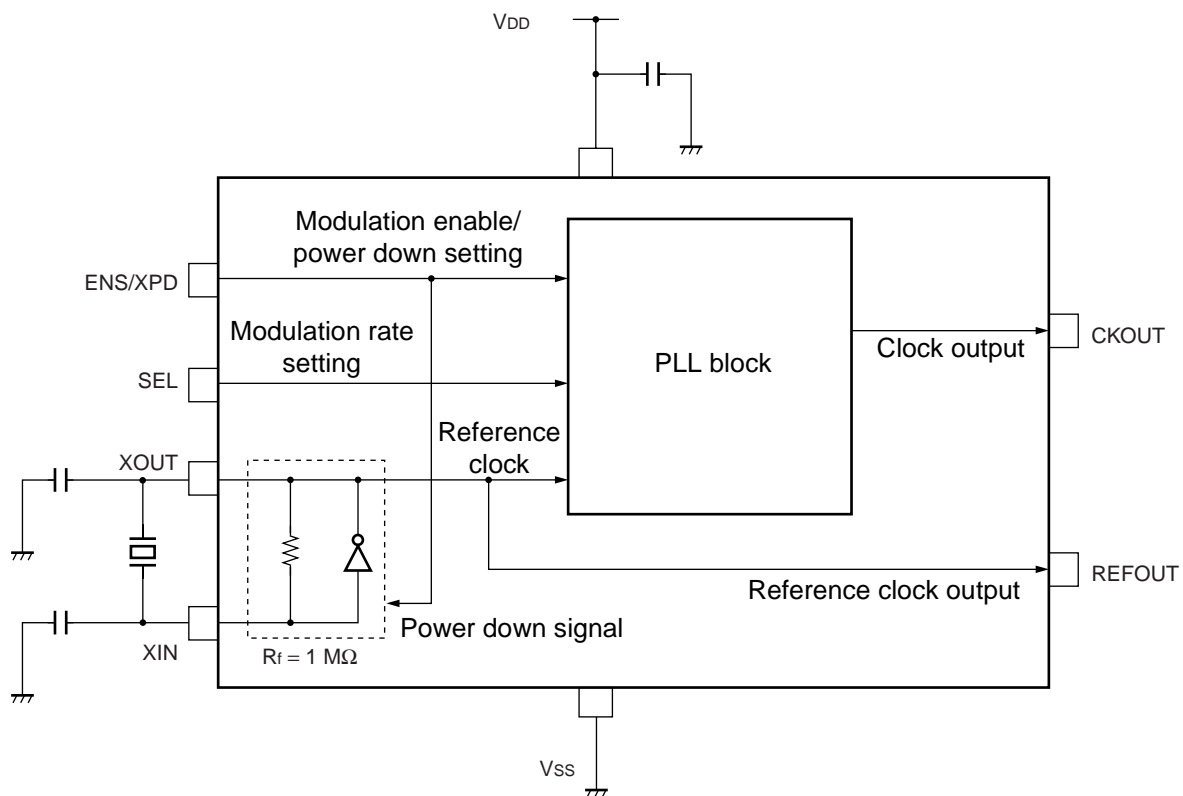 VDD
Modulation enable/
power down setting
ENS/XPD
Modulation rate
setting
SEL
PLL block
Clock output
CKOUT
Reference
clock
XOUT
Reference clock output
REFOUT
Power down signal
XIN
Rf = 1 MΩ
VSS